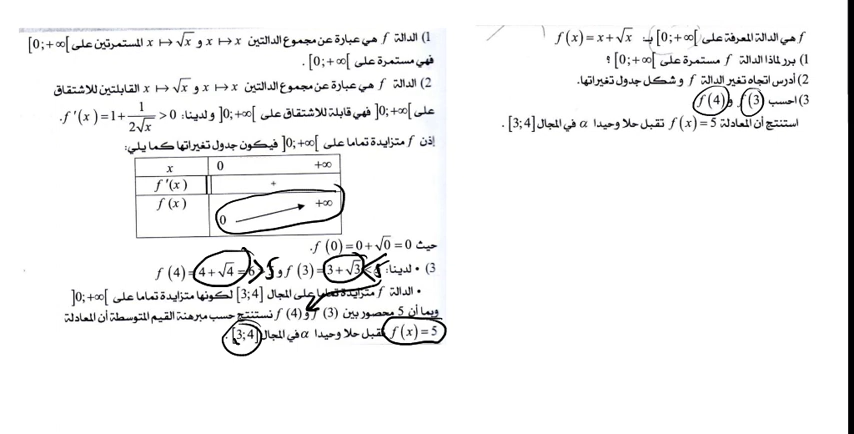 f هي الدالة المعرفة على [0;+∞[ بـ: f(x)=x+√x
1) برر لماذا الدالة f مستمرة على [0;+∞[ ؟
2) أدرس اتجاه تغير الدالة f و شكل جدول تغيراتها.
3) احسب f(3) و f(4)
استنتج أن المعادلة f(x)=5 تقبل حلا وحيدا α في المجال [3;4] .
1) الدالة f هي عبارة عن مجموع الدالتين x↦x و x↦√x المستمرتين على [0;+∞[
فهي مستمرة على [0;+∞[ .
2) الدالة f هي عبارة عن مجموع الدالتين x↦x و x↦√x القابلتين للاشتقاق
على ]0;+∞[ فهي قابلة للاشتقاق على ]0;+∞[ ولدينا: f'(x)=1+1/(2√x)>0.
إذن f متزايدة تماما على [0;+∞[ فيكون جدول تغيراتها كما يلي:
x 0 +∞
f'(x) +
f(x) 0 +∞
حيث f(0)=0+√0=0.
3) • لدينا: f(3)=3+√3<5 و f(4)=4+√4=6>5
• الدالة f متزايدة تماما على المجال [3;4] لكونها متزايدة تماما على [0;+∞[
وبما أن 5 محصور بين f(3) و f(4) نستنتج حسب مبرهنة القيم المتوسطة أن المعادلة
f(x)=5 تقبل حلا وحيدا α في المجال [3;4] .